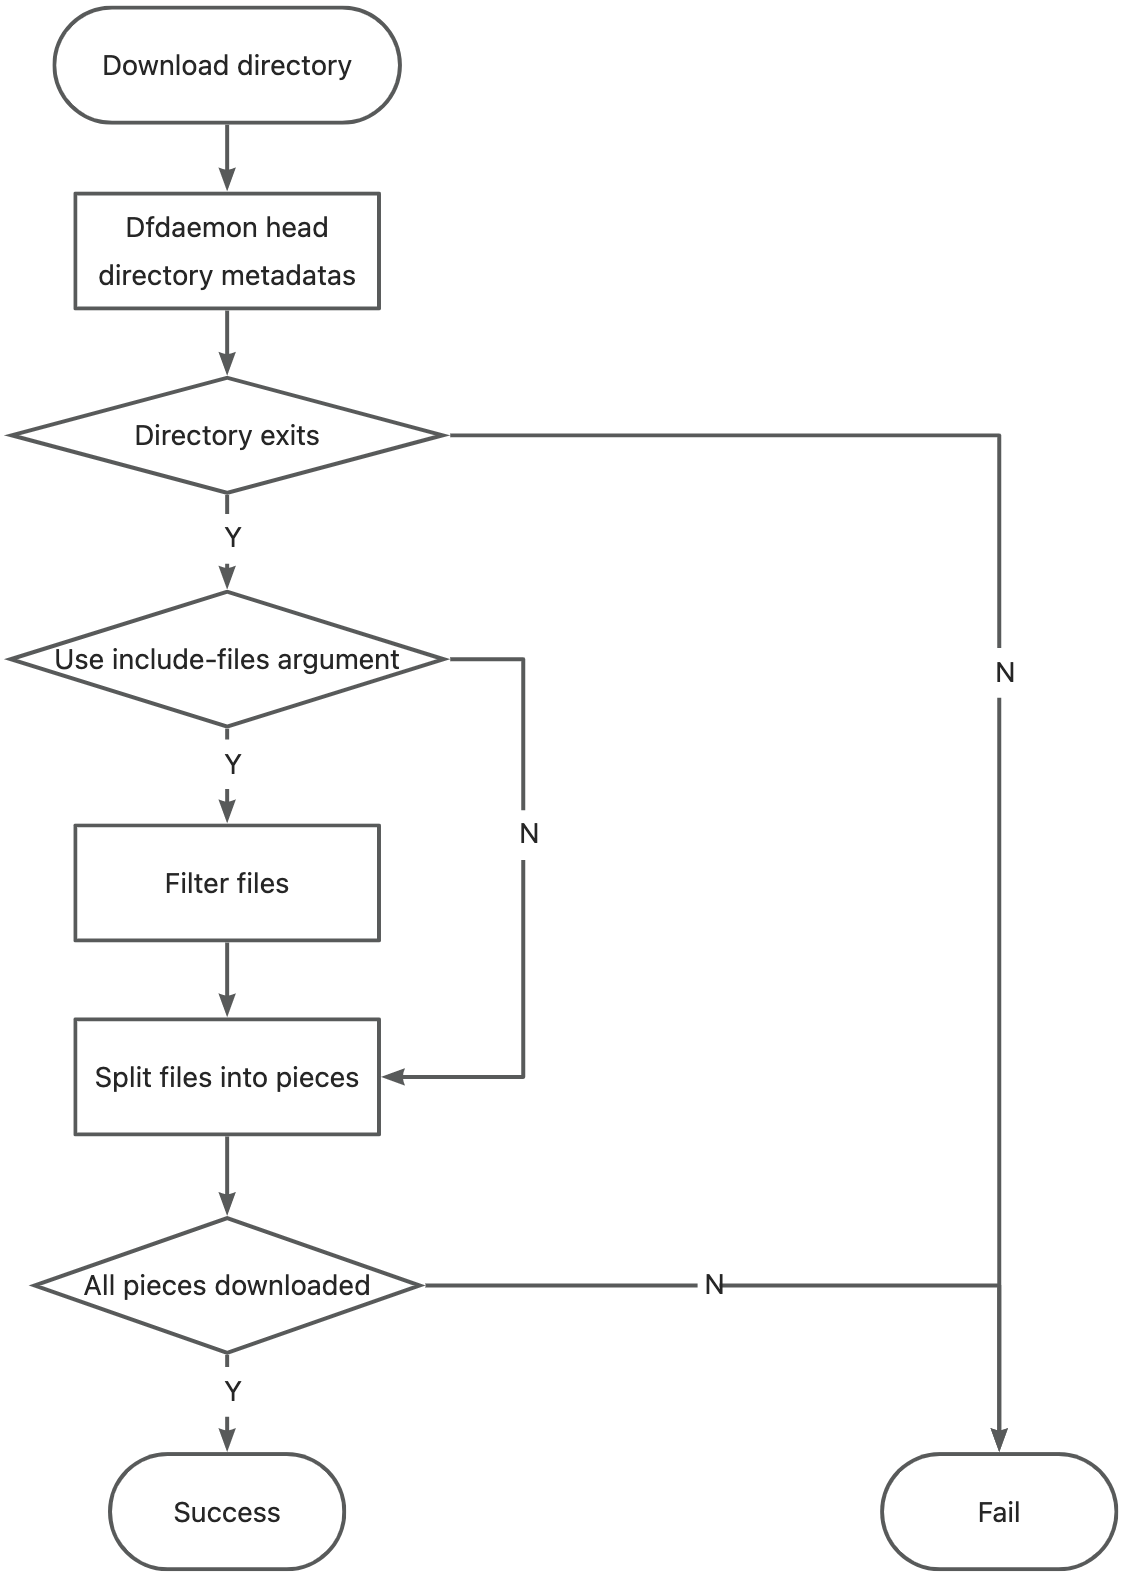 Download directory
Dfdaemon head
directory metadatas
Directory exits
Y
N
Use include-files argument
Y
N
Filter files
Split files into pieces
All pieces downloaded
N
Y
Success
Fail